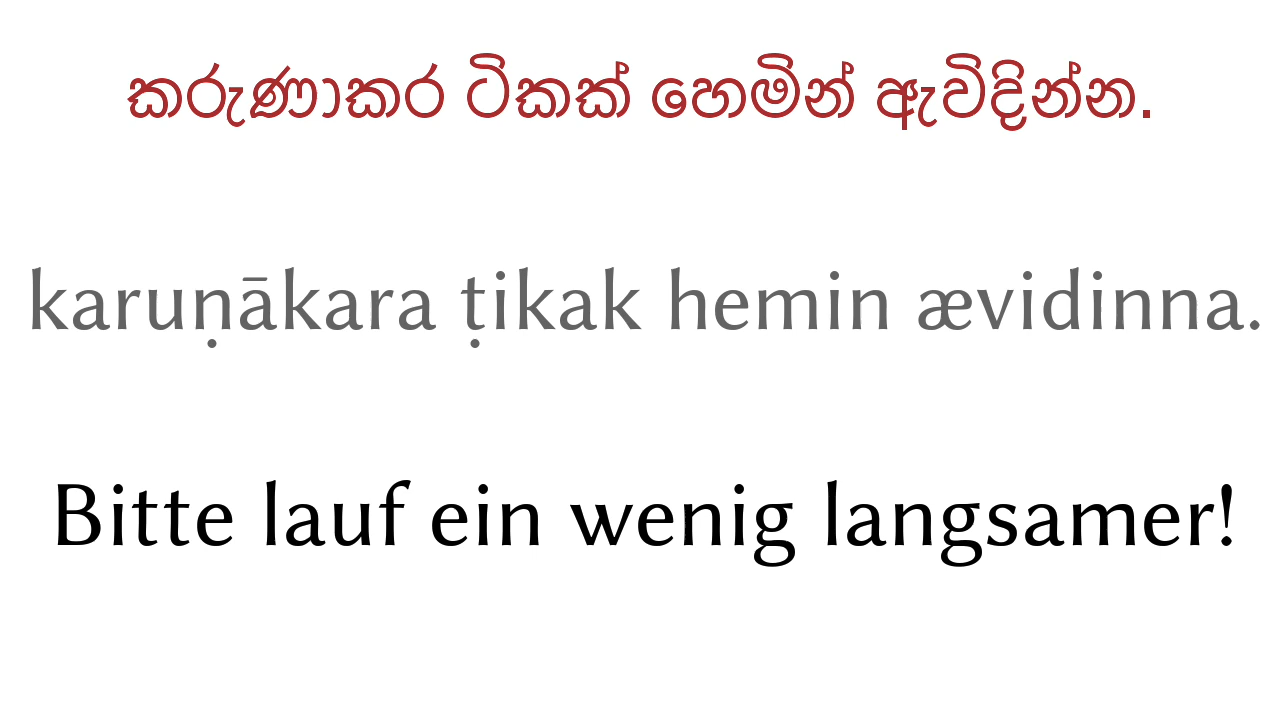 කරුණාකර ටිකක් හෙමින් ඇවිදින්න.
karuṇākara ṭikak hemin ævidinna.
Bitte lauf ein wenig langsamer!